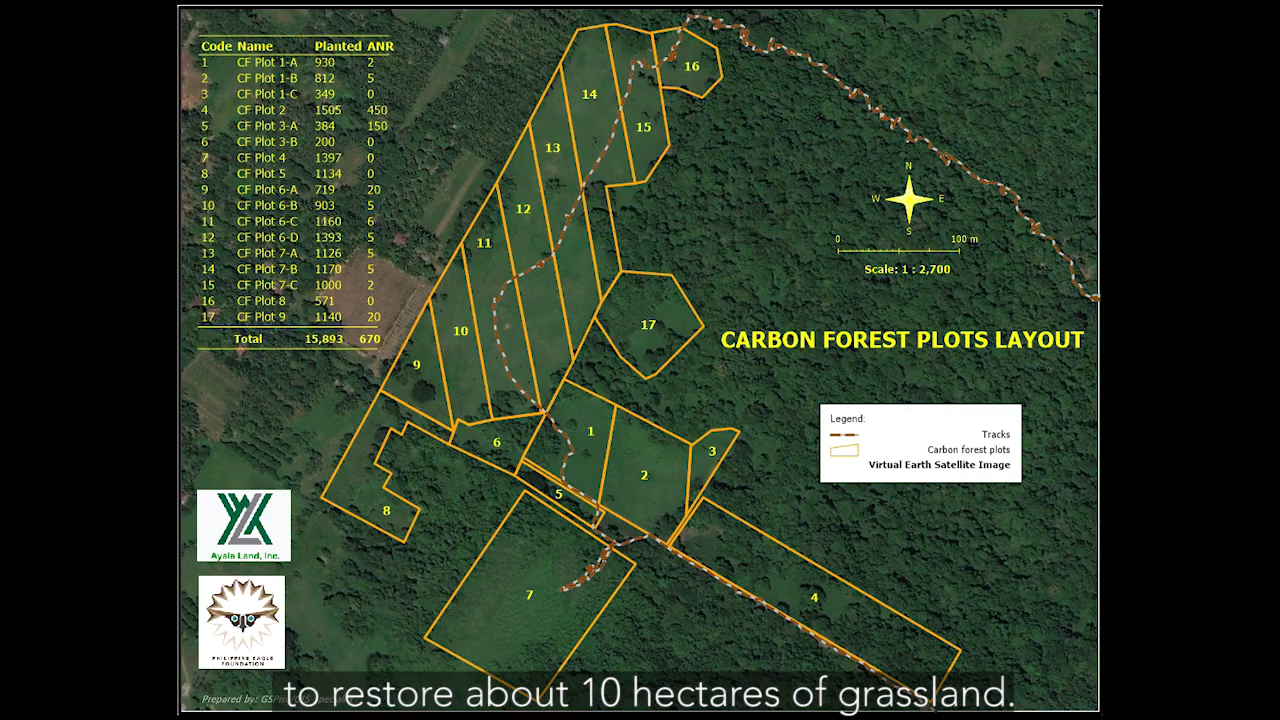 Code Name Planted ANR
1 CF Plot 1-A 930 2
2 CF Plot 1-B 812 5
3 CF Plot 1-C 349 0
4 CF Plot 2 1505 450
5 CF Plot 3-A 384 150
6 CF Plot 3-B 200 0
7 CF Plot 4 1397 0
8 CF Plot 5 1134 0
9 CF Plot 6-A 719 20
10 CF Plot 6-B 903 5
11 CF Plot 6-C 1160 6
12 CF Plot 6-D 1393 5
13 CF Plot 7-A 1126 5
14 CF Plot 7-B 1170 5
15 CF Plot 7-C 1000 2
16 CF Plot 8 571 0
17 CF Plot 9 1140 20
Total 15,893 670
16
14
15
13
12
11
10
9
17
1
6
2
3
5
8
7
4
N
W E
S
0 100 m
Scale: 1 : 2,700
CARBON FOREST PLOTS LAYOUT
Legend:
Tracks
Carbon forest plots
Virtual Earth Satellite Image
Ayala Land, Inc.
PHILIPPINE EAGLE
FOUNDATION
Prepared by:
to restore about 10 hectares of grassland.